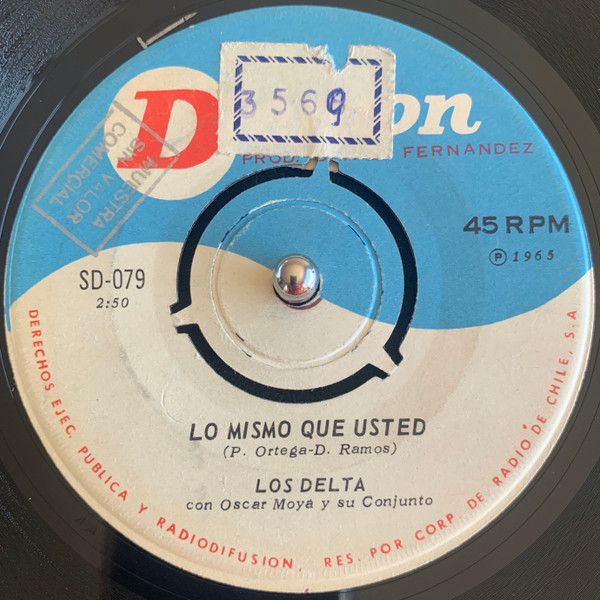 3569
D on
PROD. FERNANDEZ
MUESTRA
SIN VALOR
COMERCIAL
45 RPM
℗ 1965
SD-079
2:50
LO MISMO QUE USTED
(P. Ortega-D. Ramos)
LOS DELTA
con Oscar Moya y su Conjunto
DERECHOS EJEC. PUBLICA Y RADIODIFUSION, RES. POR CORP. DE RADIO DE CHILE, S. A.